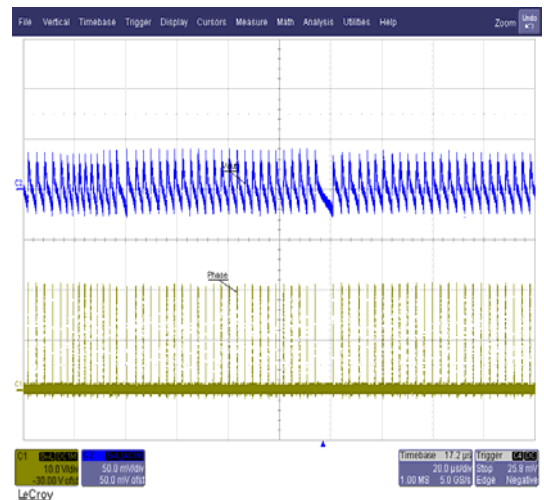 File Vertical Timebase Trigger Display Cursors Measure Math Analysis Utilities Help Zoom Undo
Phase
C1
10.0 V/div
-30.00 V ofst
50.0 mV/div
50.0 mV ofst
Timebase 17.2 µs
20.0 µs/div
1.00 MS 5.0 GS/s
Trigger
Stop 25.8 mV
Edge Negative
LeCroy